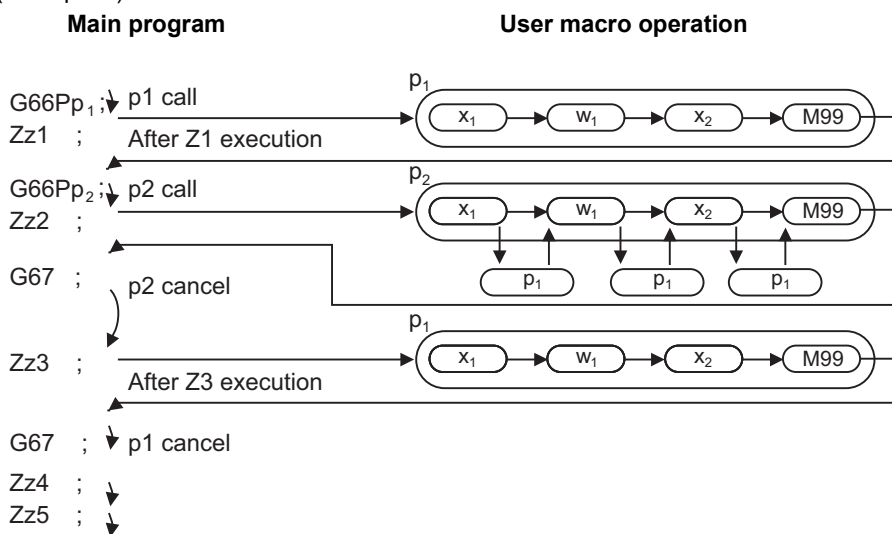 Main program
User macro operation
G66Pp1 ; p1 call
Zz1 ;
After Z1 execution
p1
x1 w1 x2 M99
G66Pp2 ; p2 call
Zz2 ;
p2
x1 w1 x2 M99
p1 p1 p1
G67 ;
p2 cancel
p1
x1 w1 x2 M99
Zz3 ;
After Z3 execution
G67 ; p1 cancel
Zz4 ;
Zz5 ;